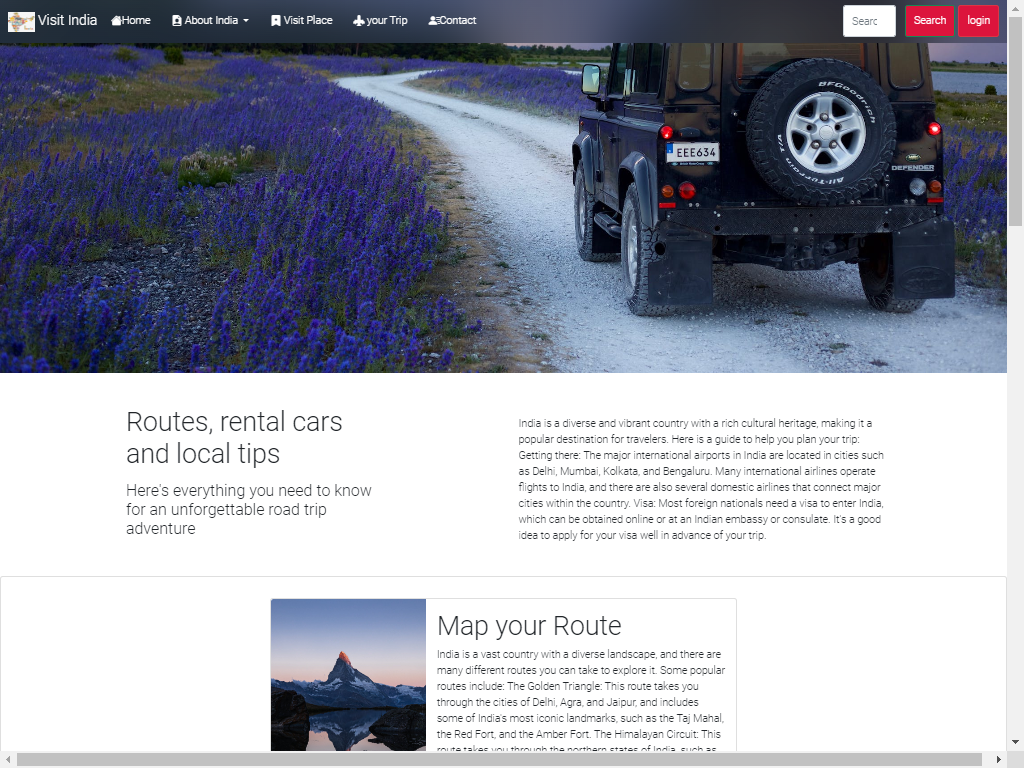 Visit India Home About India Visit Place your Trip Contact Searc Search login
BFGoodrich
All-Terrain T/A
EEE634
DEFENDER
Routes, rental cars
and local tips
Here's everything you need to know
for an unforgettable road trip
adventure
India is a diverse and vibrant country with a rich cultural heritage, making it a
popular destination for travelers. Here is a guide to help you plan your trip:
Getting there: The major international airports in India are located in cities such
as Delhi, Mumbai, Kolkata, and Bengaluru. Many international airlines operate
flights to India, and there are also several domestic airlines that connect major
cities within the country. Visa: Most foreign nationals need a visa to enter India,
which can be obtained online or at an Indian embassy or consulate. It's a good
idea to apply for your visa well in advance of your trip.
Map your Route
India is a vast country with a diverse landscape, and there are
many different routes you can take to explore it. Some popular
routes include: The Golden Triangle: This route takes you
through the cities of Delhi, Agra, and Jaipur, and includes
some of India's most iconic landmarks, such as the Taj Mahal,
the Red Fort, and the Amber Fort. The Himalayan Circuit: This
route takes you through the northern states of India, such as